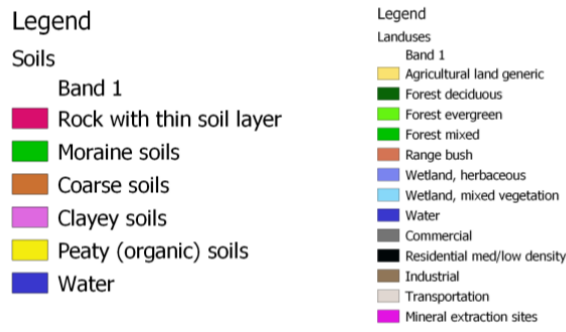 Legend
Soils
Band 1
Rock with thin soil layer
Moraine soils
Coarse soils
Clayey soils
Peaty (organic) soils
Water
Legend
Landuses
Band 1
Agricultural land generic
Forest deciduous
Forest evergreen
Forest mixed
Range bush
Wetland, herbaceous
Wetland, mixed vegetation
Water
Commercial
Residential med/low density
Industrial
Transportation
Mineral extraction sites